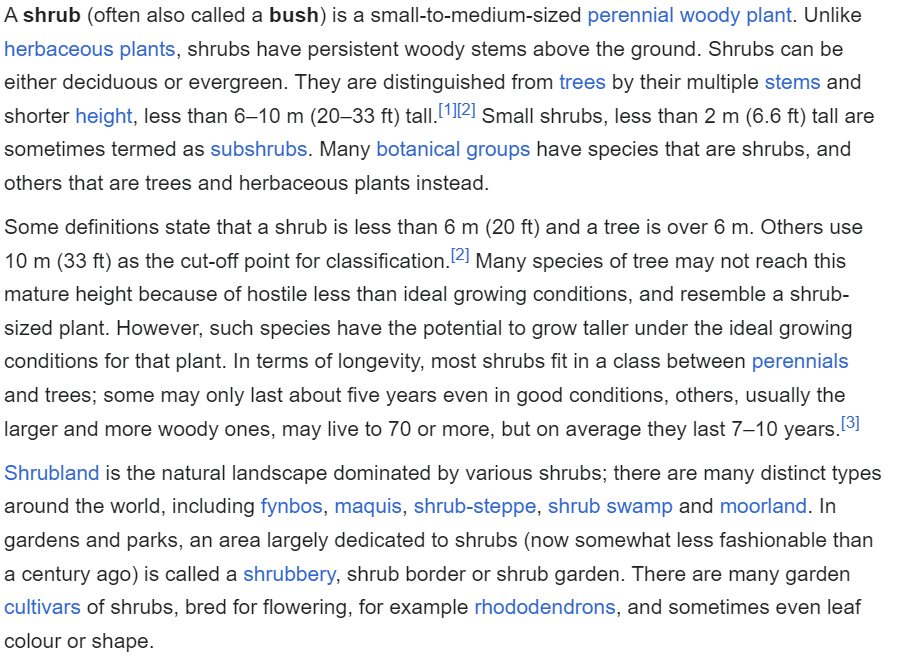 A shrub (often also called a bush) is a small-to-medium-sized perennial woody plant. Unlike
herbaceous plants, shrubs have persistent woody stems above the ground. Shrubs can be
either deciduous or evergreen. They are distinguished from trees by their multiple stems and
shorter height, less than 6–10 m (20–33 ft) tall.[1][2] Small shrubs, less than 2 m (6.6 ft) tall are
sometimes termed as subshrubs. Many botanical groups have species that are shrubs, and
others that are trees and herbaceous plants instead.
Some definitions state that a shrub is less than 6 m (20 ft) and a tree is over 6 m. Others use
10 m (33 ft) as the cut-off point for classification.[2] Many species of tree may not reach this
mature height because of hostile less than ideal growing conditions, and resemble a shrub-
sized plant. However, such species have the potential to grow taller under the ideal growing
conditions for that plant. In terms of longevity, most shrubs fit in a class between perennials
and trees; some may only last about five years even in good conditions, others, usually the
larger and more woody ones, may live to 70 or more, but on average they last 7–10 years.[3]
Shrubland is the natural landscape dominated by various shrubs; there are many distinct types
around the world, including fynbos, maquis, shrub-steppe, shrub swamp and moorland. In
gardens and parks, an area largely dedicated to shrubs (now somewhat less fashionable than
a century ago) is called a shrubbery, shrub border or shrub garden. There are many garden
cultivars of shrubs, bred for flowering, for example rhododendrons, and sometimes even leaf
colour or shape.